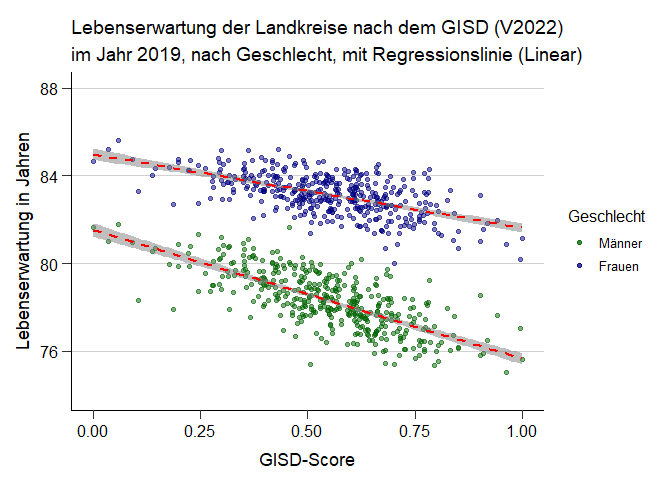 Lebenserwartung der Landkreise nach dem GISD (V2022)
im Jahr 2019, nach Geschlecht, mit Regressionslinie (Linear)
Lebenserwartung in Jahren
88
84
80
76
0.00
0.25
0.50
0.75
1.00
GISD-Score
Geschlecht
Männer
Frauen